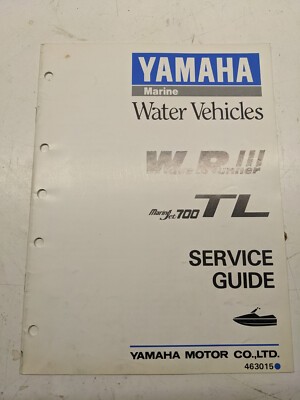 YAMAHA
Marine
Water Vehicles
WR III
Marine Jet 700 TL
SERVICE
GUIDE
YAMAHA MOTOR CO.,LTD.
463015